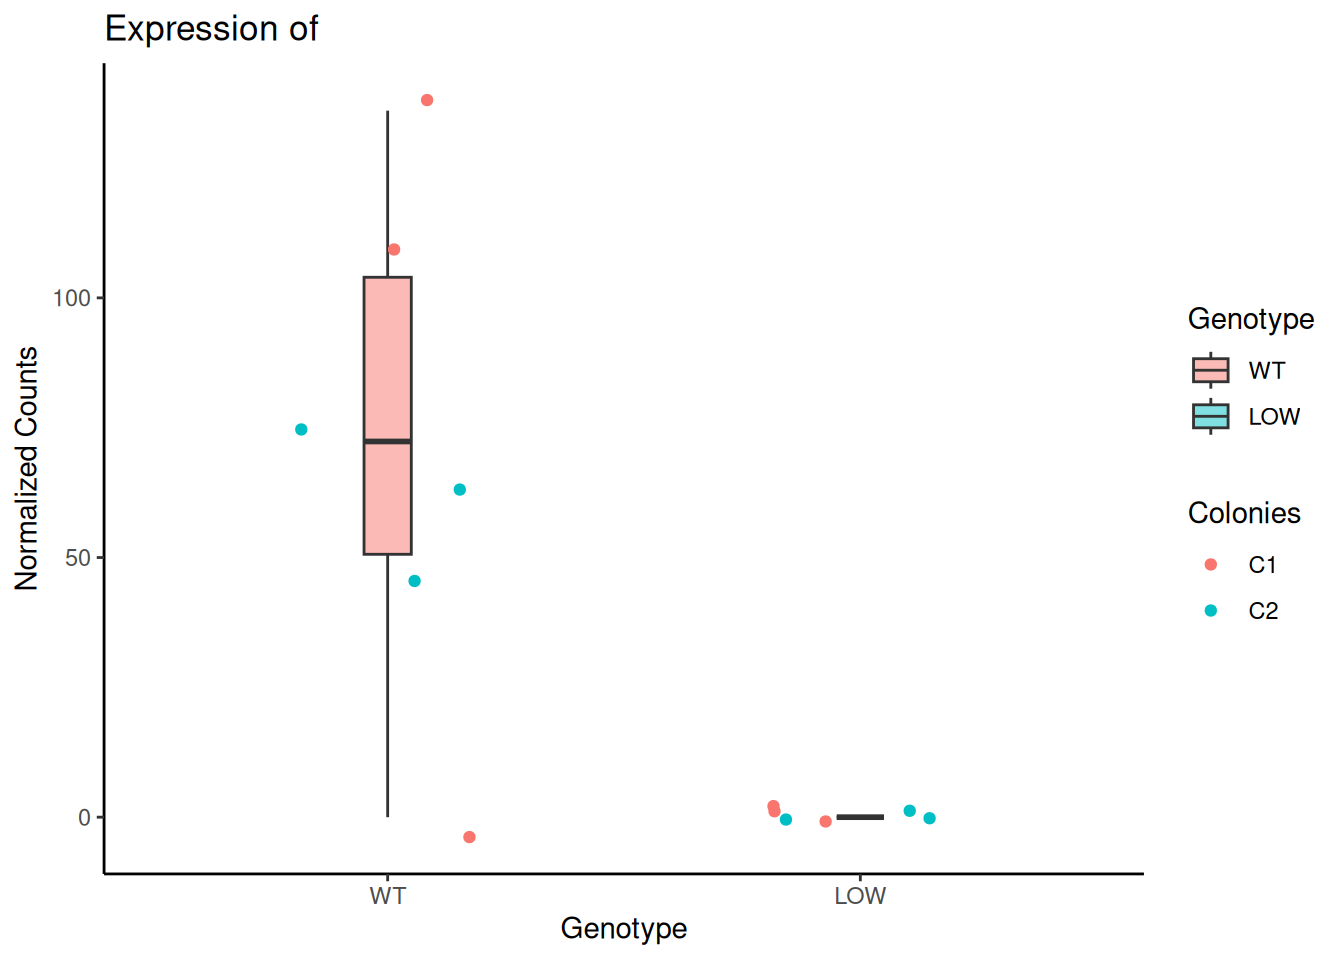 Expression of
Normalized Counts
100
50
0
WT
LOW
Genotype
Genotype
WT
LOW
Colonies
C1
C2